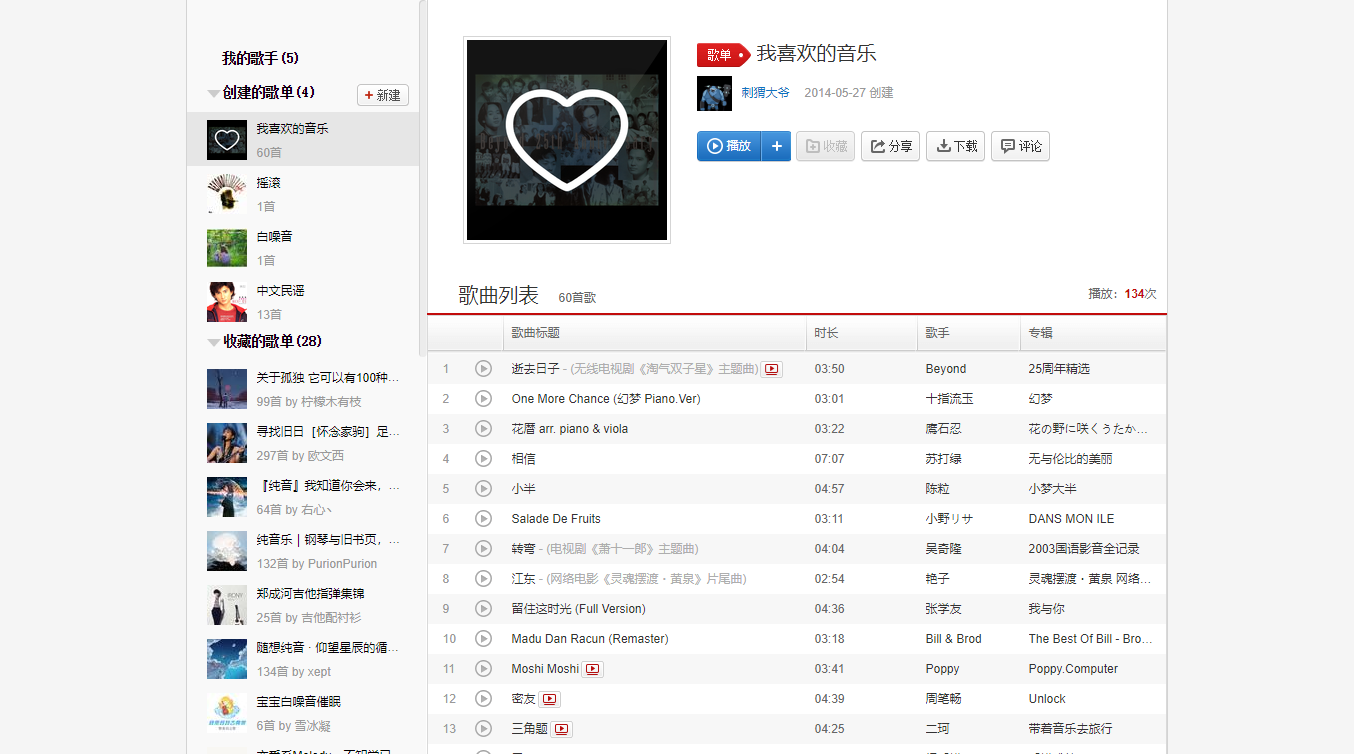 我的歌手(5)
创建的歌单(4)
新建
我喜欢的音乐
60首
摇滚
1首
白噪音
1首
中文民谣
13首
收藏的歌单(28)
关于孤独 它可以有100种...
99首 by 柠檬木有枝
寻找旧日［怀念家驹］足...
297首 by 欧文西
『纯音』我知道你会来，...
64首 by 右心丶
纯音乐 | 钢琴与旧书页，...
132首 by PurionPurion
郑成河吉他指弹集锦
25首 by 吉他配衬衫
随想纯音 · 仰望星辰的循...
134首 by xept
宝宝白噪音催眠
6首 by 雪冰凝
歌单
我喜欢的音乐
刺猬大爷 2014-05-27 创建
播放 + 收藏 分享 下载 评论
歌曲列表 60首歌 播放：134次
歌曲标题 时长 歌手 专辑
1 逝去日子 - (无线电视剧《淘气双子星》主题曲) 03:50 Beyond 25周年精选
2 One More Chance (幻梦 Piano.Ver) 03:01 十指流玉 幻梦
3 花暦 arr. piano & viola 03:22 鹰石忍 花の野に咲くうたか...
4 相信 07:07 苏打绿 无与伦比的美丽
5 小半 04:57 陈粒 小梦大半
6 Salade De Fruits 03:11 小野リサ DANS MON ILE
7 转弯 - (电视剧《萧十一郎》主题曲) 04:04 吴奇隆 2003国语影音全记录
8 江东 - (网络电影《灵魂摆渡·黄泉》片尾曲) 02:54 艳子 灵魂摆渡·黄泉 网络...
9 留住这时光 (Full Version) 04:36 张学友 我与你
10 Madu Dan Racun (Remaster) 03:18 Bill & Brod The Best Of Bill - Bro...
11 Moshi Moshi 03:41 Poppy Poppy.Computer
12 密友 04:39 周笔畅 Unlock
13 三角题 04:25 二珂 带着音乐去旅行